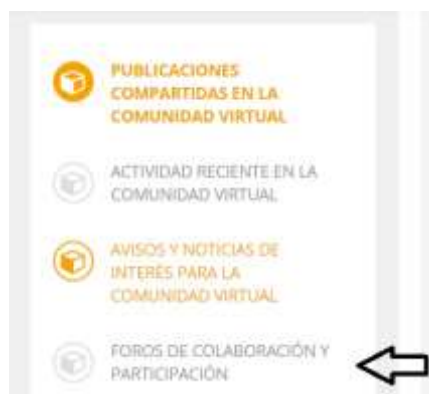 PUBLICACIONES
COMPARTIDAS EN LA
COMUNIDAD VIRTUAL
ACTIVIDAD RECIENTE EN LA
COMUNIDAD VIRTUAL
AVISOS Y NOTICIAS DE
INTERÉS PARA LA
COMUNIDAD VIRTUAL
FOROS DE COLABORACIÓN Y
PARTICIPACIÓN